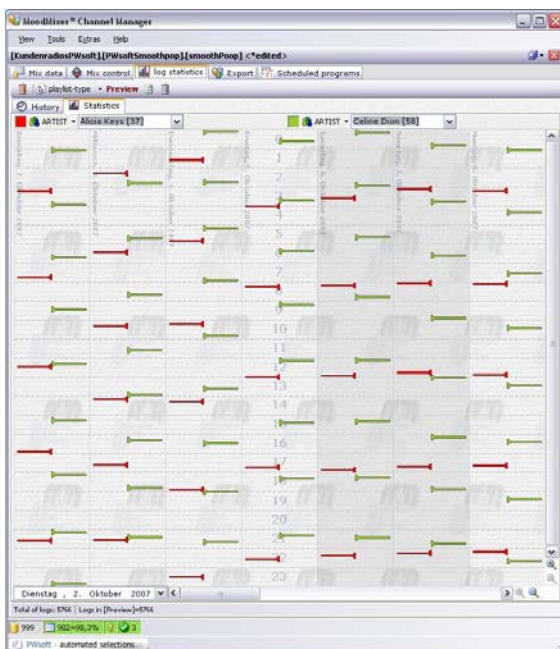 MoodMixer® Channel Manager
View Tools Extras Help
[KundenradiosPWsoft].[PWsoftSmoothpop].[smoothPoop] <*edited>
Mix data Mix control log statistics Export Scheduled programs
playlist-type Preview
History Statistics
ARTIST Alicia Keys [37] ARTIST Celine Dion [58]
0
1
2
3
4
5
6
7
8
9
10
11
12
13
14
15
16
17
18
19
20
21
22
23
Dienstag , 2. Oktober 2007
Total of logs: 5766 Logs in [Preview]=5766
999 982=98,3% 3
PWsoft - automated selections